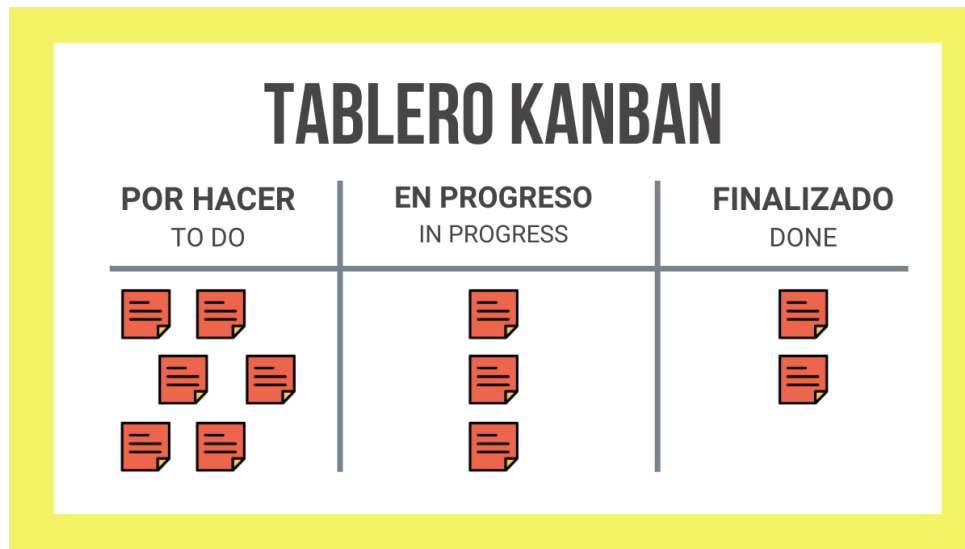 TABLERO KANBAN
POR HACER
TO DO
EN PROGRESO
IN PROGRESS
FINALIZADO
DONE